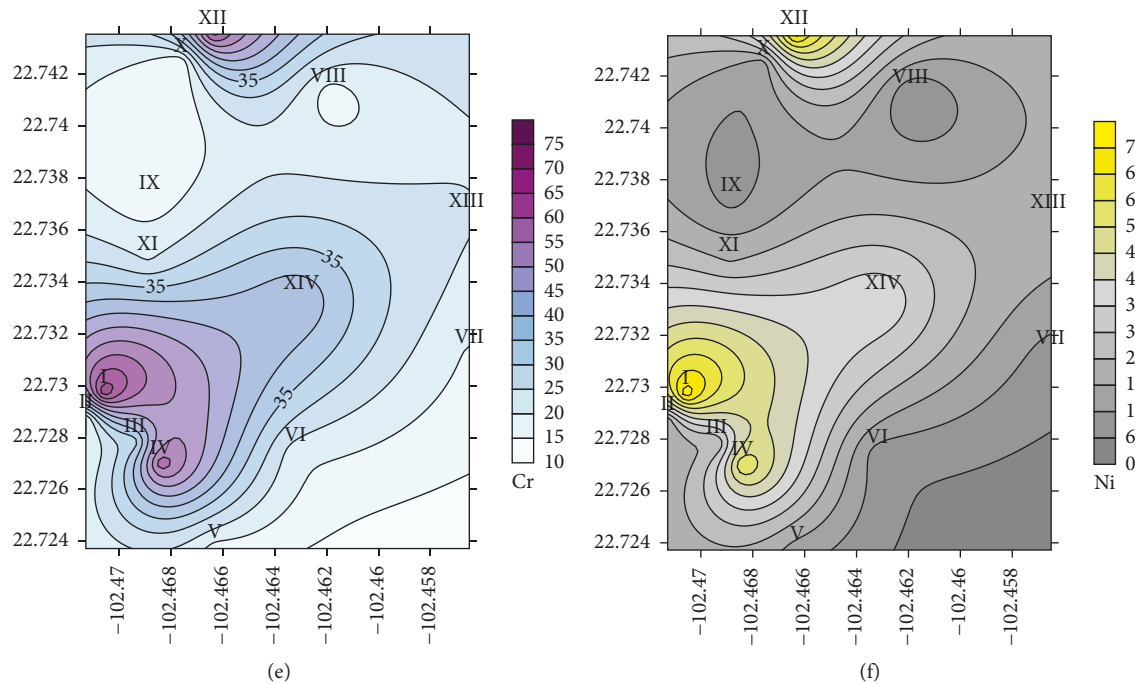 XII
X
VIII
35
IX
XIII
XI
35
35
XIV
VII
I
II
35
III
IV
VI
V
22.742
22.74
22.738
22.736
22.734
22.732
22.73
22.728
22.726
22.724
−102.47
−102.468
−102.466
−102.464
−102.462
−102.46
−102.458
75
70
65
60
55
50
45
40
35
30
25
20
15
10
Cr
(e)
XII
X
VIII
IX
XIII
XI
XIV
VII
I
II
III
IV
VI
V
22.742
22.74
22.738
22.736
22.734
22.732
22.73
22.728
22.726
22.724
−102.47
−102.468
−102.466
−102.464
−102.462
−102.46
−102.458
7
6
6
5
4
4
3
3
2
1
1
6
0
Ni
(f)